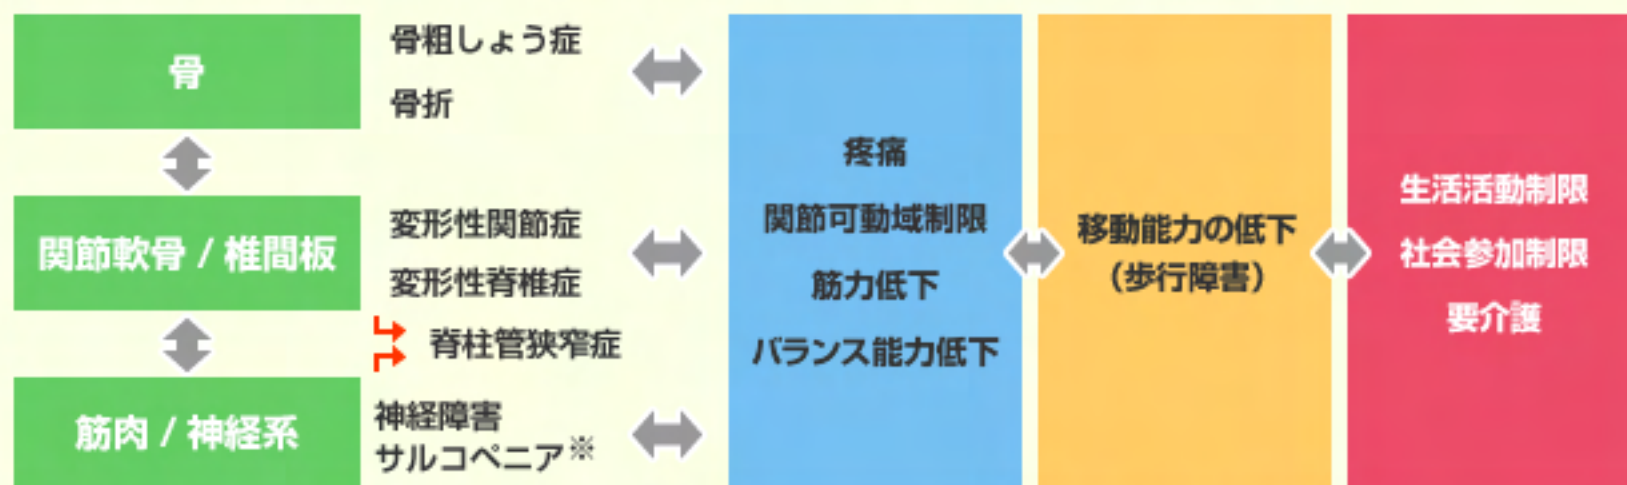 骨
骨粗しょう症
骨折
関節軟骨 / 椎間板
変形性関節症
変形性脊椎症
脊柱管狭窄症
筋肉 / 神経系
神経障害
サルコペニア※
疼痛
関節可動域制限
筋力低下
バランス能力低下
移動能力の低下
（歩行障害）
生活活動制限
社会参加制限
要介護